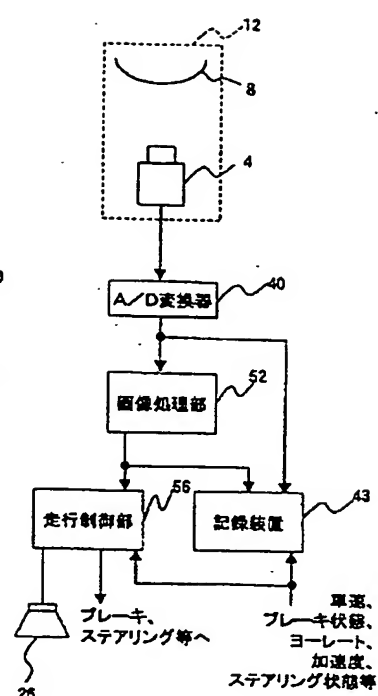 12
8
4
A/D変換器
40
画像処理部
52
56
走行制御部
43
記録装置
ブレーキ、
ステアリング等へ
車速、
ブレーキ状態、
ヨーレート、
加速度、
ステアリング状態等
26